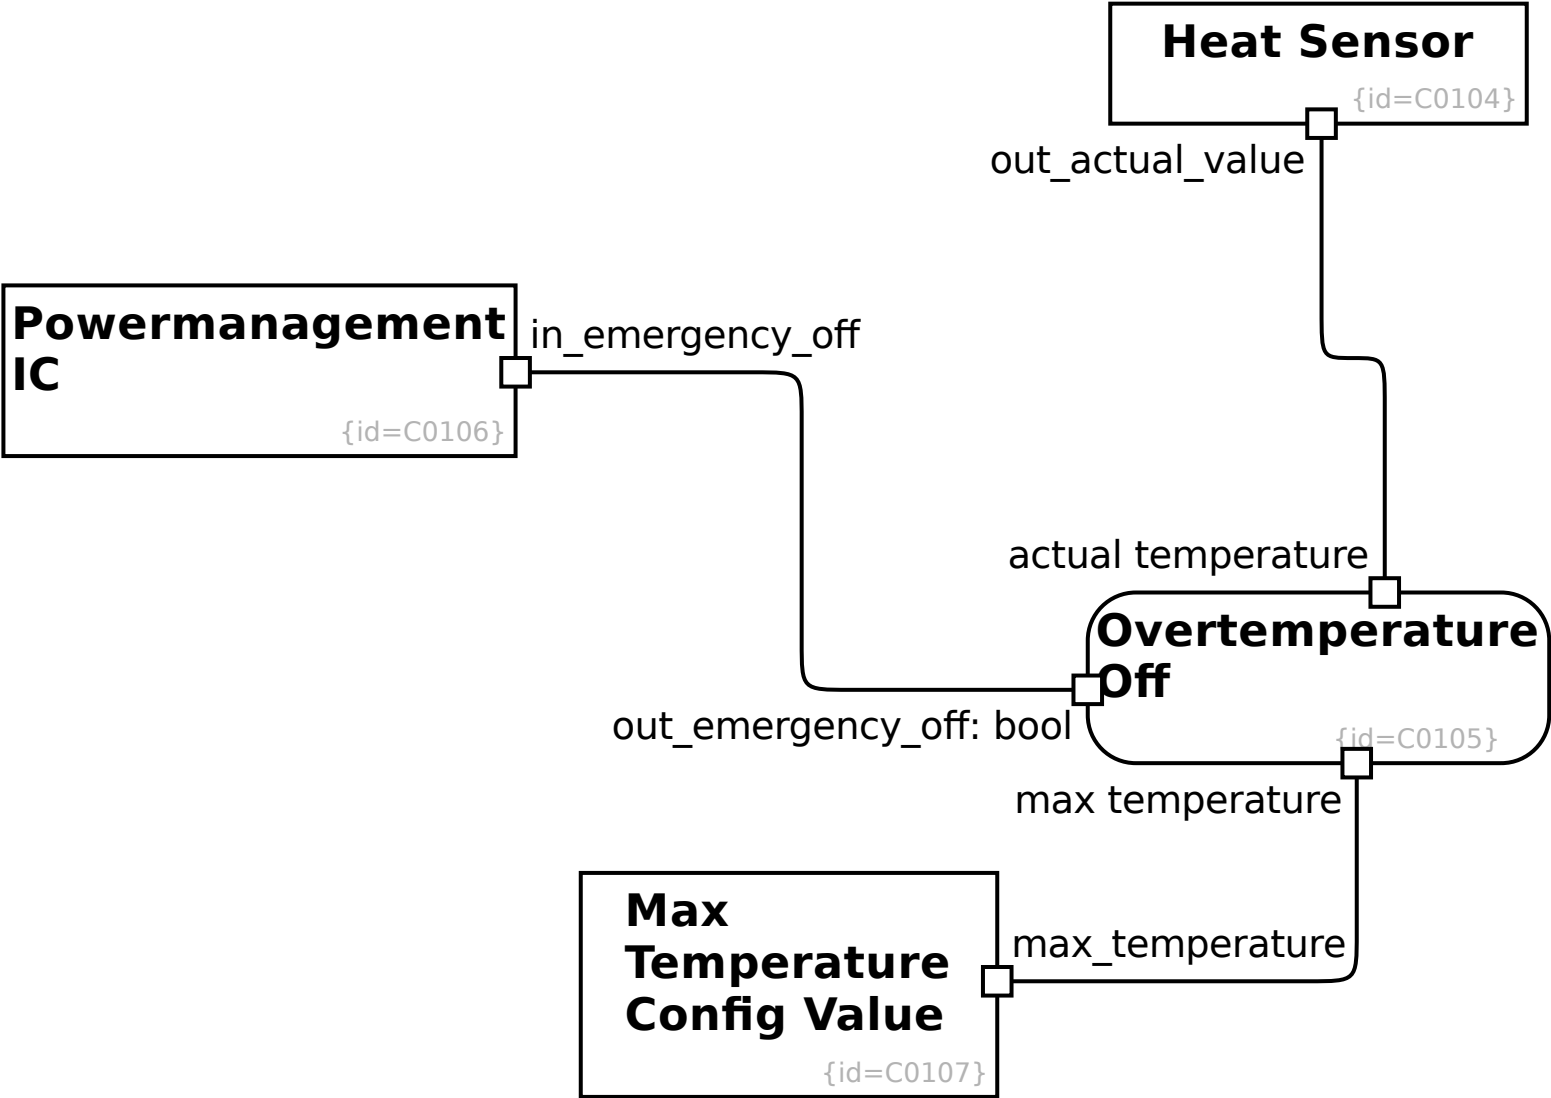 Heat Sensor
{id=C0104}
out_actual_value
Powermanagement
IC
{id=C0106}
in_emergency_off
actual temperature
Overtemperature
Off
{id=C0105}
out_emergency_off: bool
max temperature
Max
Temperature
Config Value
{id=C0107}
max_temperature